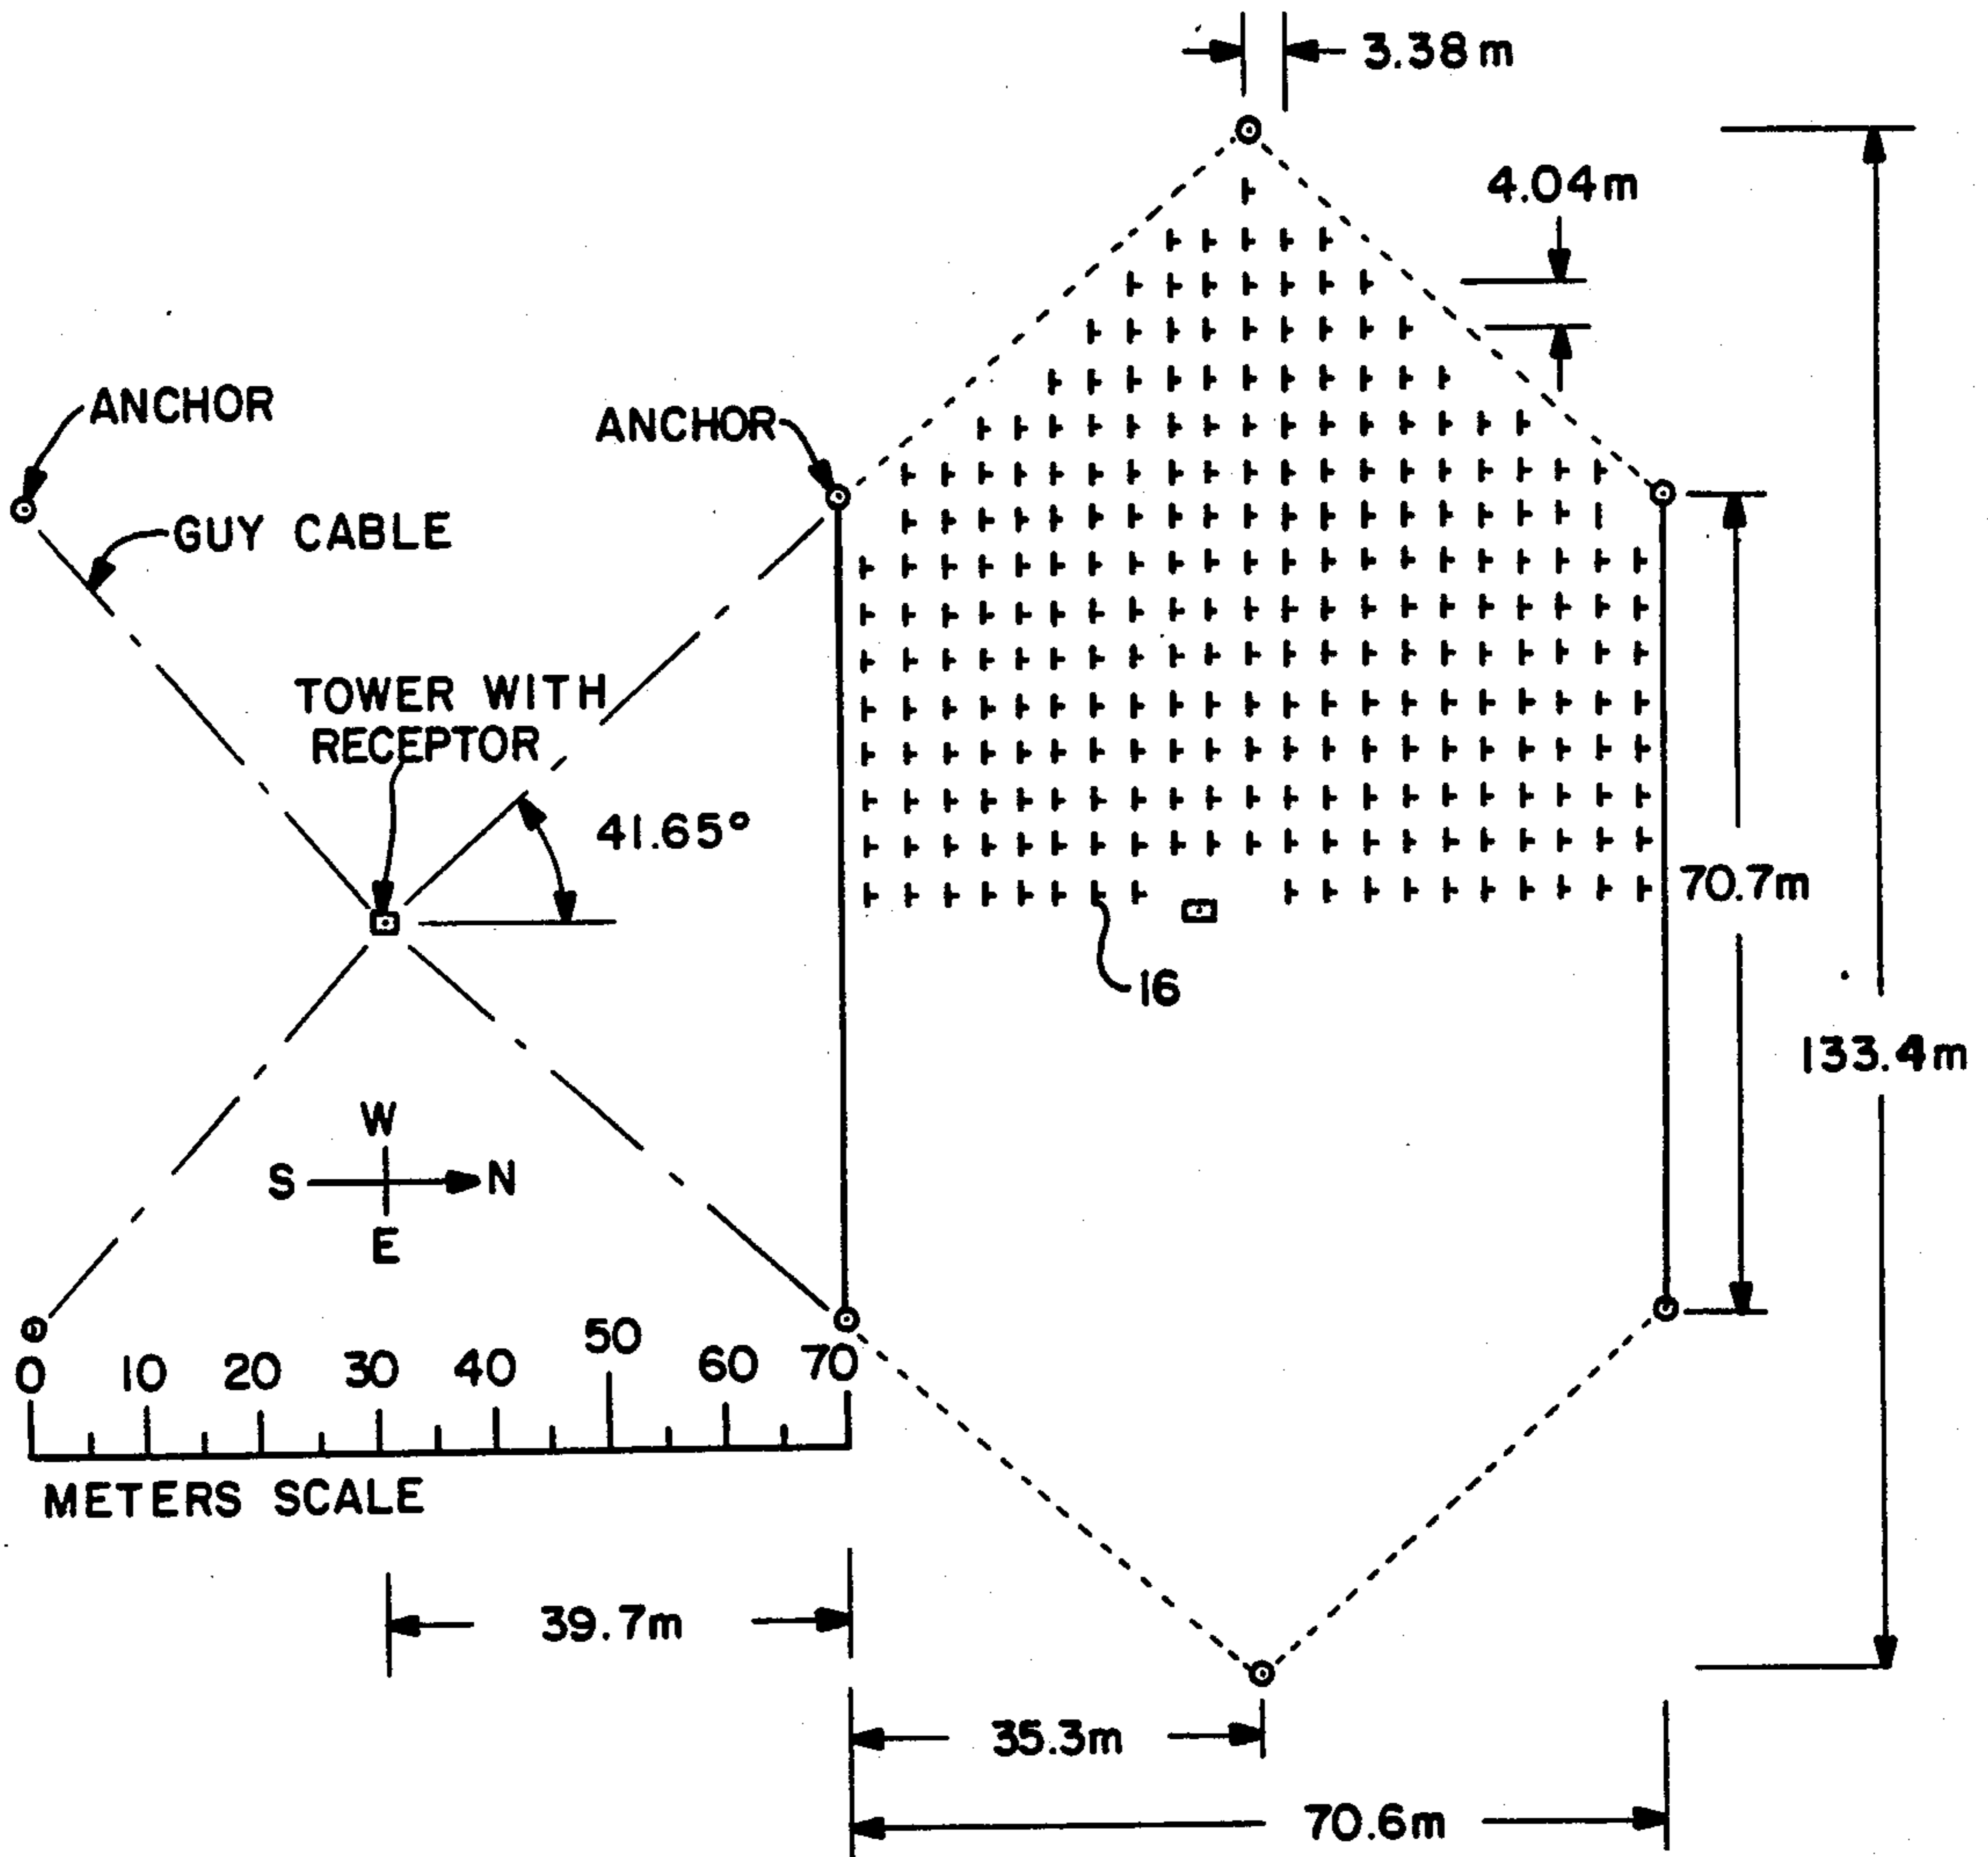 3.38m
4.04m
ANCHOR
ANCHOR
GUY CABLE
TOWER WITH
RECEPTOR
41.65°
70.7m
16
133.4m
W
S N
E
0 10 20 30 40 50 60 70
METERS SCALE
39.7m
35.3m
70.6m